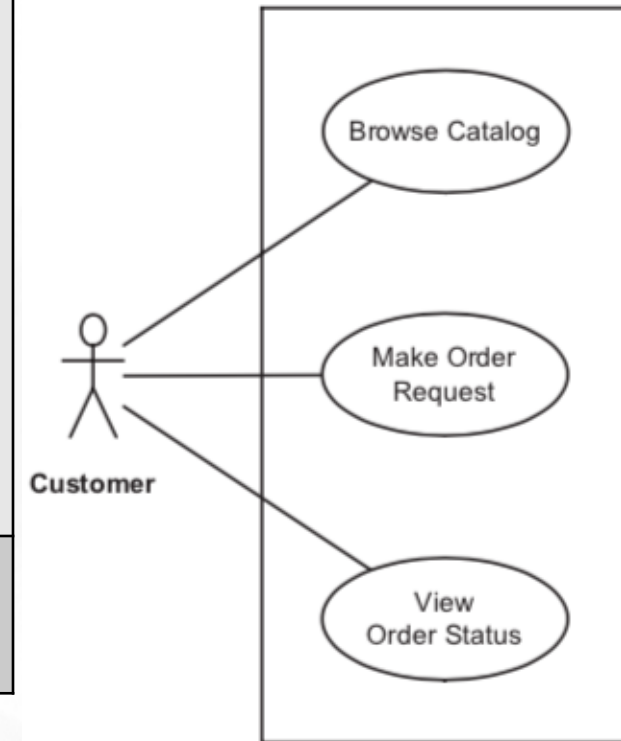 Browse Catalog
Make Order
Request
Customer
View
Order Status